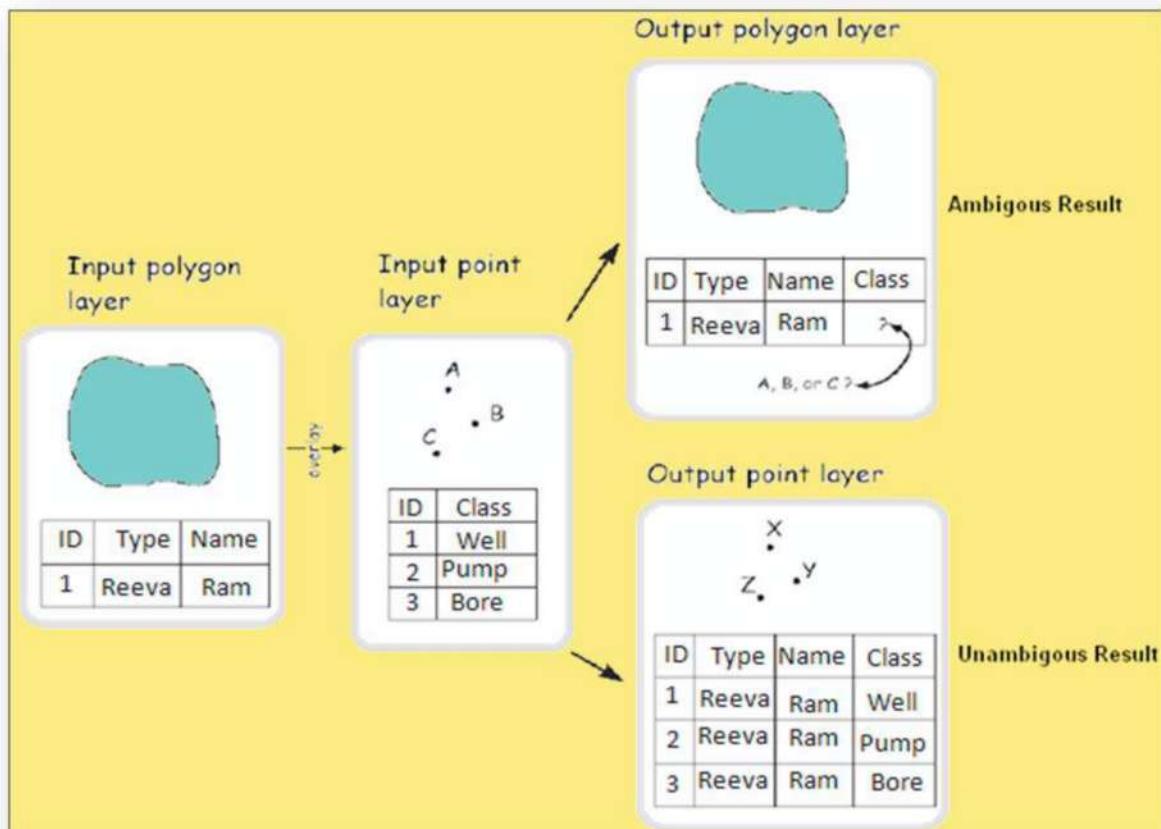 Output polygon layer
Ambigous Result
ID Type Name Class
1 Reeva Ram ?
A, B, or C ?
Input polygon
layer
ID Type Name
1 Reeva Ram
overlay
Input point
layer
A
B
C
ID Class
1 Well
2 Pump
3 Bore
Output point layer
X
Y
Z
Unambigous Result
ID Type Name Class
1 Reeva Ram Well
2 Reeva Ram Pump
3 Reeva Ram Bore